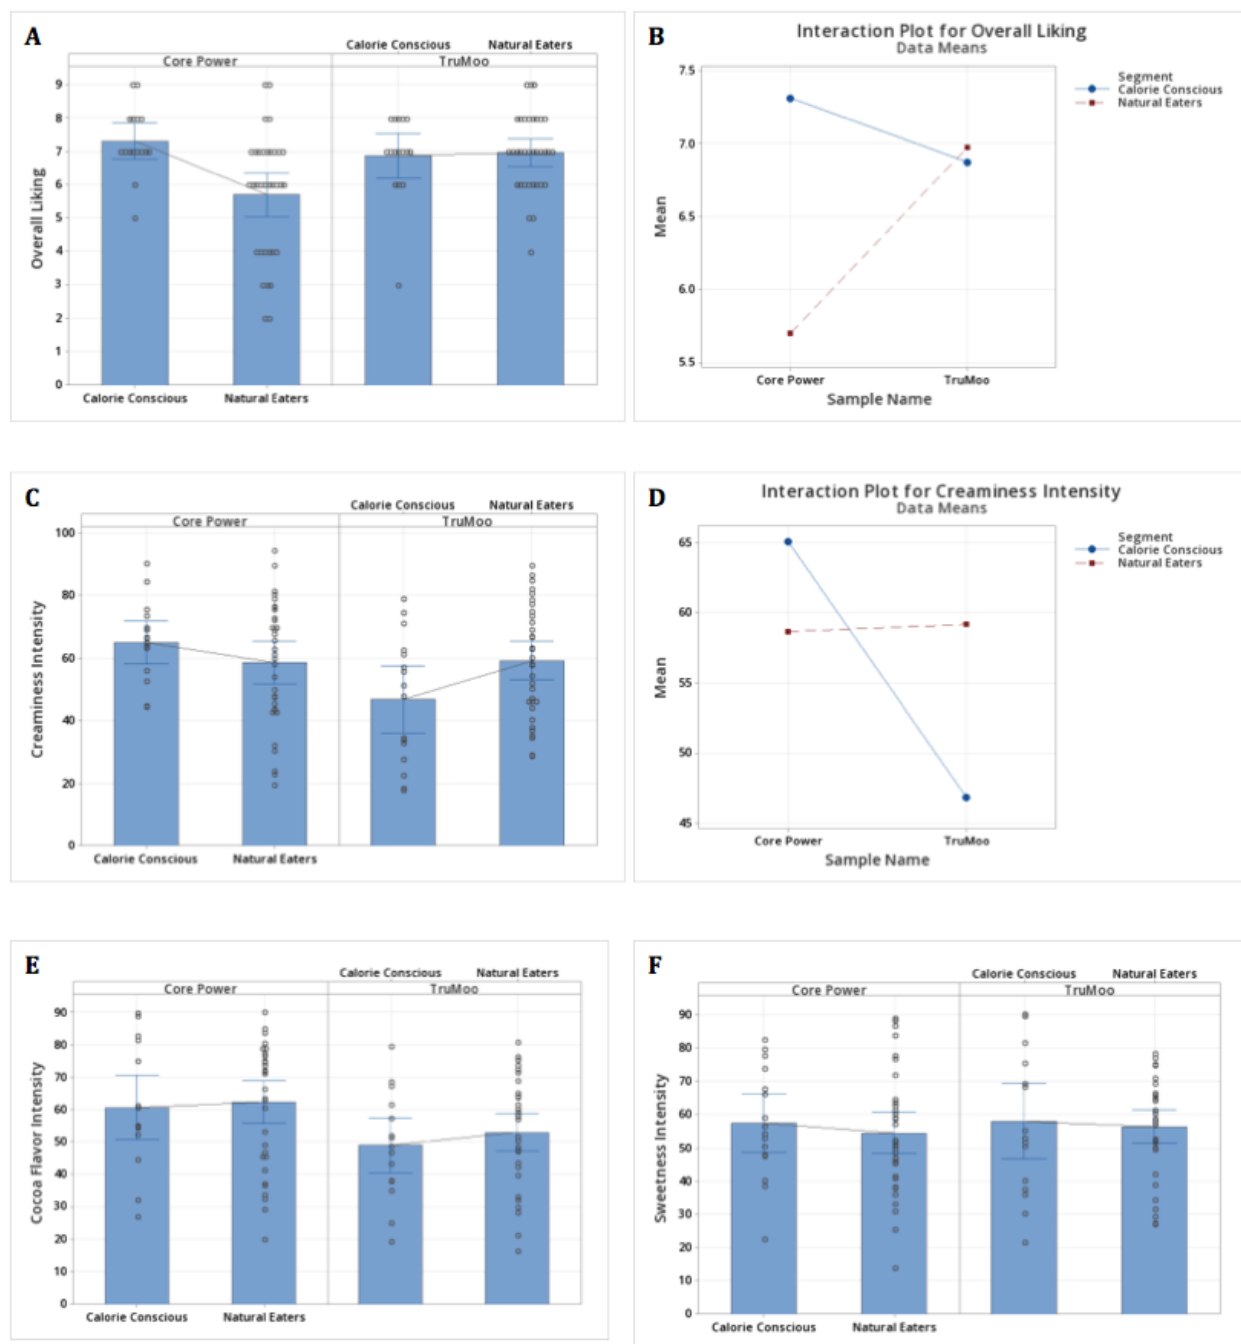 A
Calorie Conscious Natural Eaters
Core Power TruMoo
9
8
7
6
5
4
3
2
1
0
Overall Liking
Calorie Conscious Natural Eaters
B
Interaction Plot for Overall Liking
Data Means
7.5
7.0
6.5
6.0
5.5
Mean
Core Power TruMoo
Sample Name
Segment
Calorie Conscious
Natural Eaters
C
Calorie Conscious Natural Eaters
Core Power TruMoo
100
80
60
40
20
0
Creaminess Intensity
Calorie Conscious Natural Eaters
D
Interaction Plot for Creaminess Intensity
Data Means
65
60
55
50
45
Mean
Core Power TruMoo
Sample Name
Segment
Calorie Conscious
Natural Eaters
E
Calorie Conscious Natural Eaters
Core Power TruMoo
90
80
70
60
50
40
30
20
10
0
Cocoa Flavor Intensity
Calorie Conscious Natural Eaters
F
Calorie Conscious Natural Eaters
Core Power TruMoo
90
80
70
60
50
40
30
20
10
0
Sweetness Intensity
Calorie Conscious Natural Eaters